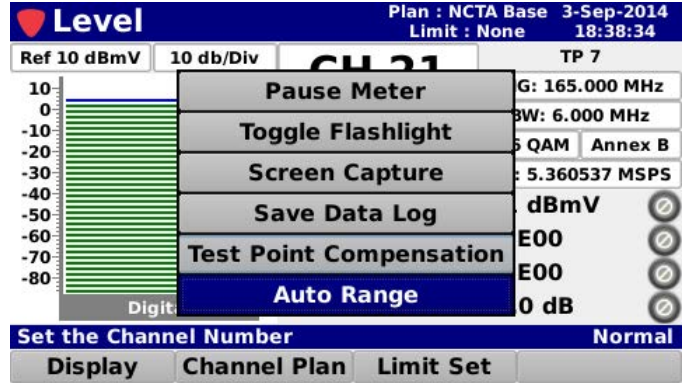 Level
Plan : NCTA Base 3-Sep-2014
Limit : None 18:38:34
Ref 10 dBmV 10 db/Div CH 21 TP 7
Pause Meter
G: 165.000 MHz
BW: 6.000 MHz
Toggle Flashlight
QAM Annex B
Screen Capture
: 5.360537 MSPS
Save Data Log
dBmV
Test Point Compensation
E00
E00
Auto Range
0 dB
10
0
-10
-20
-30
-40
-50
-60
-70
-80
Digit
Set the Channel Number Normal
Display Channel Plan Limit Set